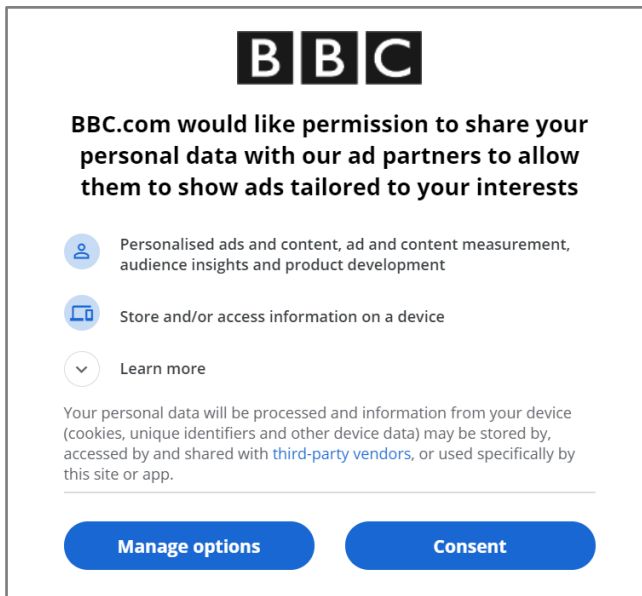 BBC
BBC.com would like permission to share your
personal data with our ad partners to allow
them to show ads tailored to your interests
Personalised ads and content, ad and content measurement,
audience insights and product development
Store and/or access information on a device
Learn more
Your personal data will be processed and information from your device
(cookies, unique identifiers and other device data) may be stored by,
accessed by and shared with third-party vendors, or used specifically by
this site or app.
Manage options
Consent